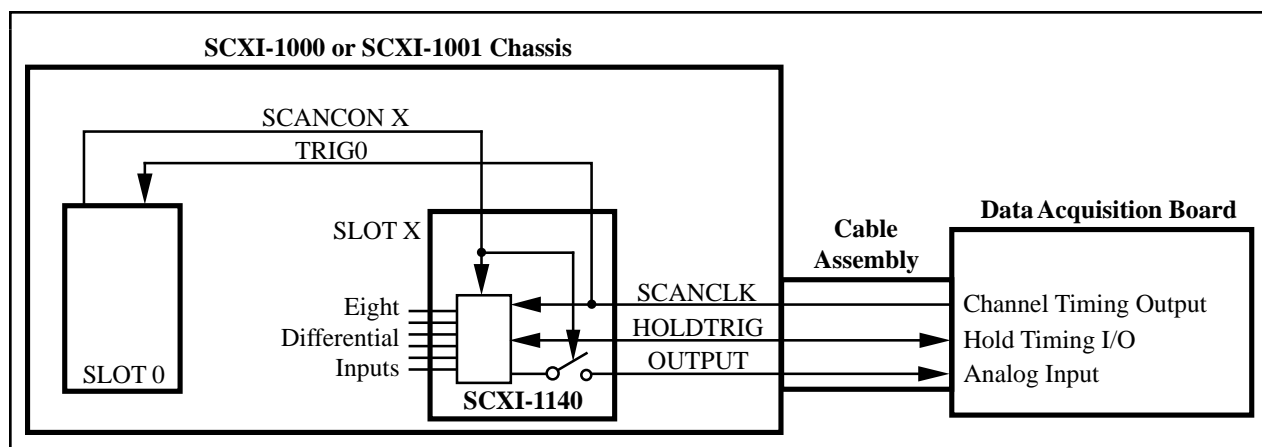 SCXI-1000 or SCXI-1001 Chassis
SCANCON X
TRIG0
SLOT 0
SLOT X
Eight
Differential
Inputs
SCXI-1140
SCANCLK
HOLDTRIG
OUTPUT
Cable
Assembly
Data Acquisition Board
Channel Timing Output
Hold Timing I/O
Analog Input